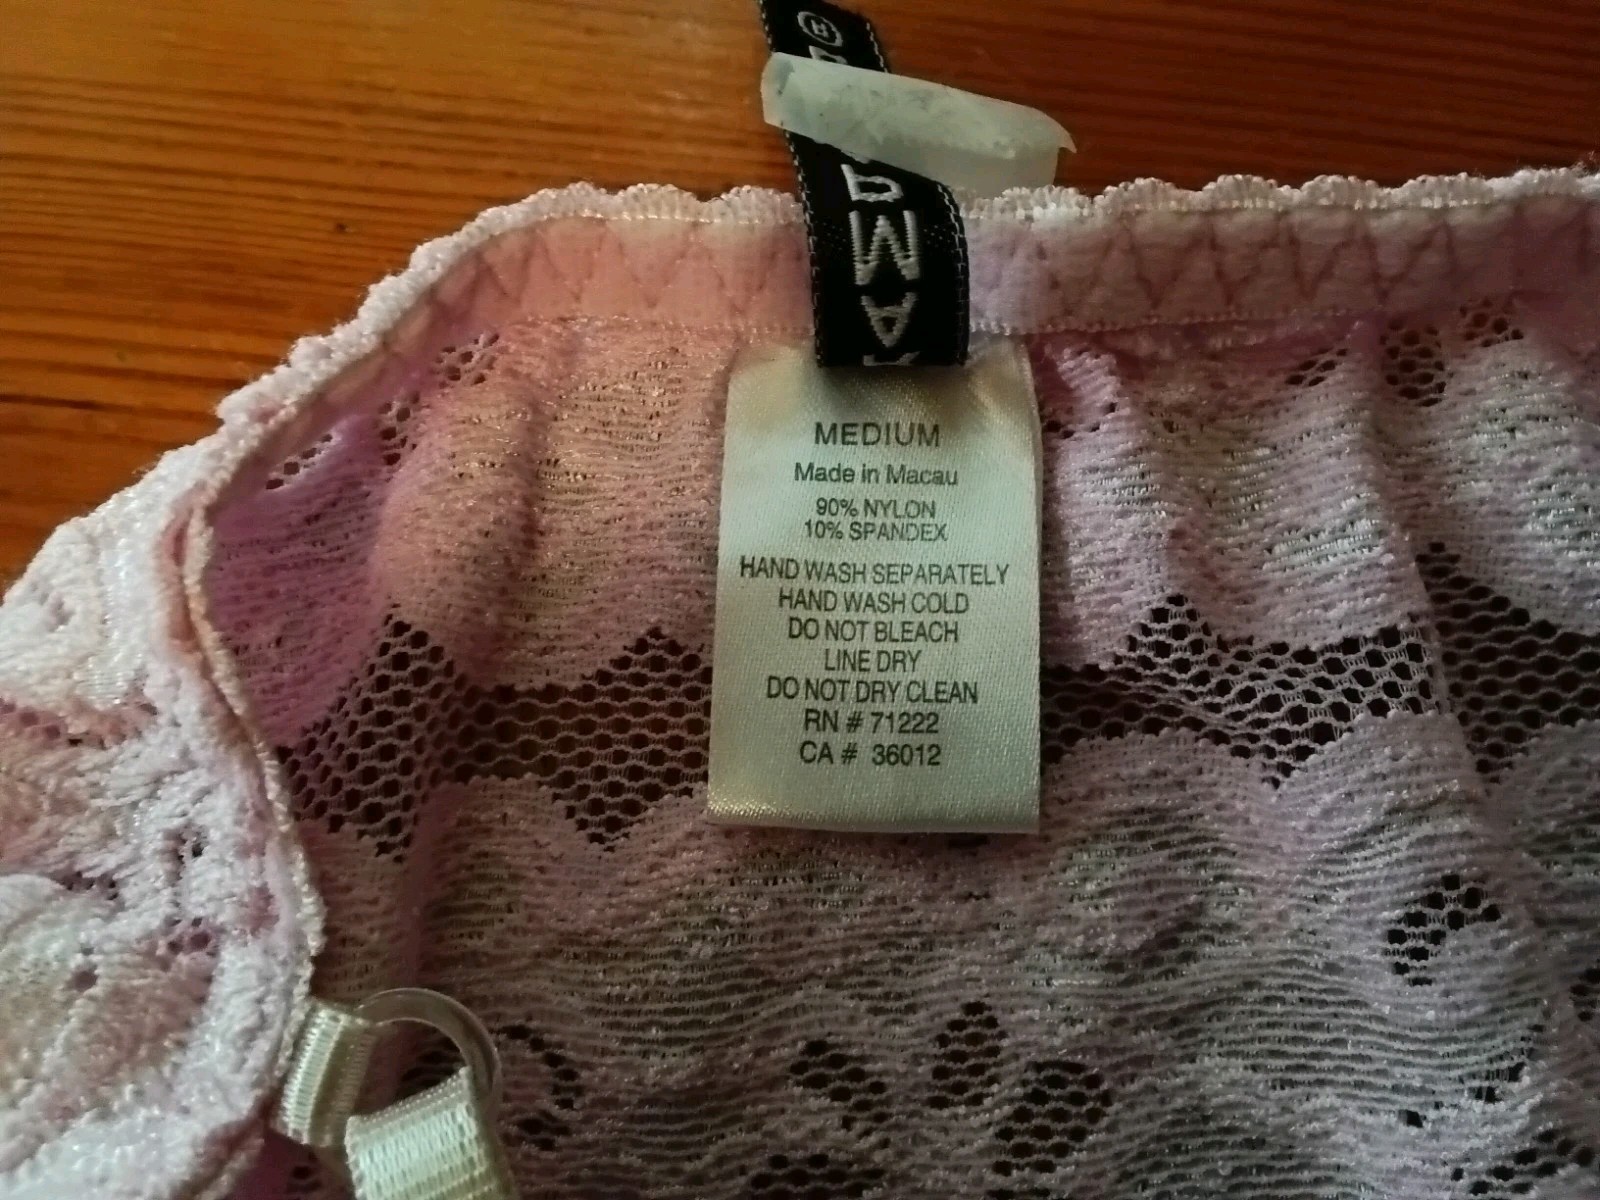 MEDIUM
Made in Macau
90% NYLON
10% SPANDEX
HAND WASH SEPARATELY
HAND WASH COLD
DO NOT BLEACH
LINE DRY
DO NOT DRY CLEAN
RN # 71222
CA # 36012